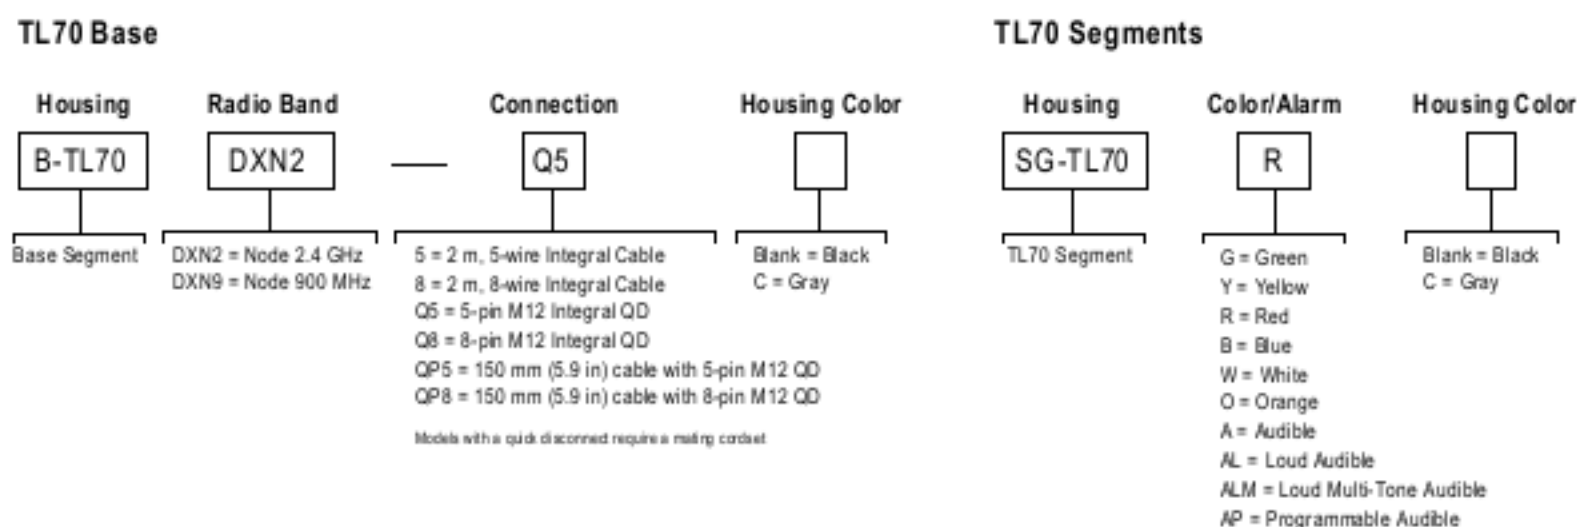 TL70 Base
Housing Radio Band Connection Housing Color
B-TL70 DXN2 — Q5
Base Segment
DXN2 = Node 2.4 GHz
DXN9 = Node 900 MHz
5 = 2 m, 5-wire Integral Cable
8 = 2 m, 8-wire Integral Cable
Q5 = 5-pin M12 Integral QD
Q8 = 8-pin M12 Integral QD
QP5 = 150 mm (5.9 in) cable with 5-pin M12 QD
QP8 = 150 mm (5.9 in) cable with 8-pin M12 QD
Models with a quick disconnect require a mating cordset
Blank = Black
C = Gray
TL70 Segments
Housing Color/Alarm Housing Color
SG-TL70 R
TL70 Segment
G = Green
Y = Yellow
R = Red
B = Blue
W = White
O = Orange
A = Audible
AL = Loud Audible
ALM = Loud Multi-Tone Audible
AP = Programmable Audible
Blank = Black
C = Gray